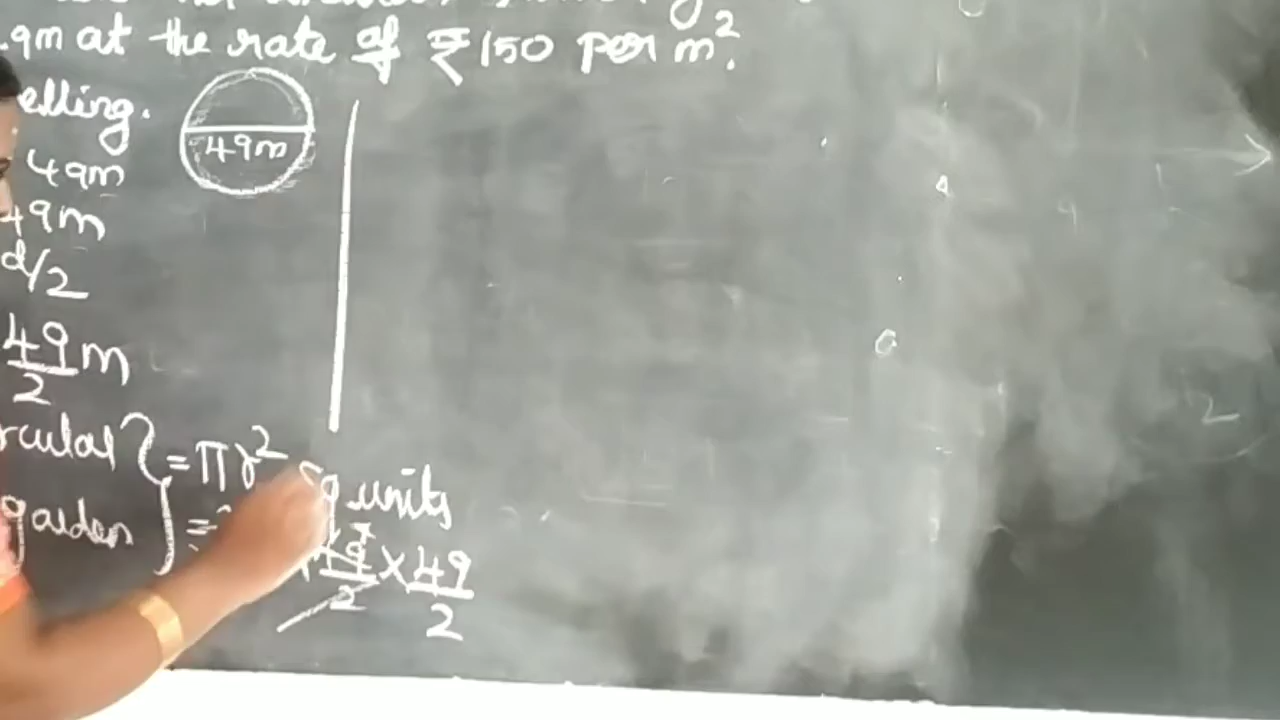 .9m at the rate of ₹150 per m².
elling.
49m
49m
49m
d/2
49/2 m
rcular } = πr² sq units
garden } =
49/2 × 49/2